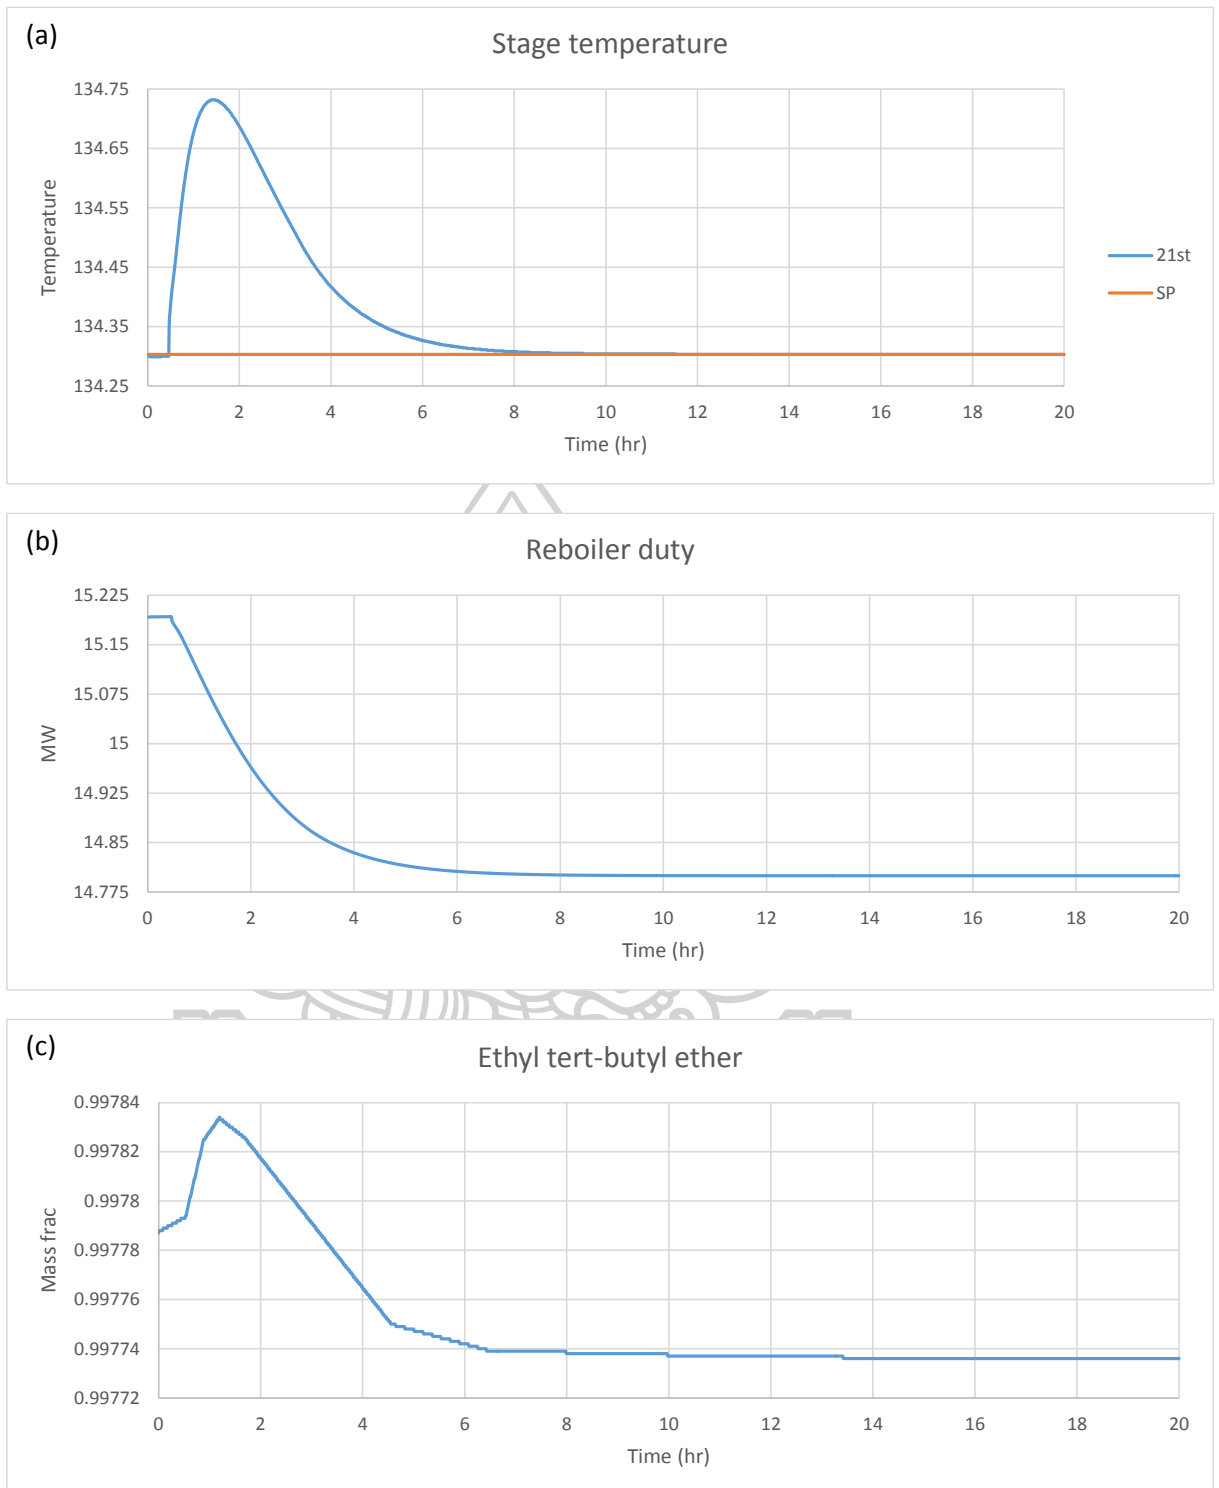 (a)
Stage temperature
134.75
134.65
134.55
134.45
134.35
134.25
Temperature
0 2 4 6 8 10 12 14 16 18 20
Time (hr)
21st
SP
(b)
Reboiler duty
15.225
15.15
15.075
15
14.925
14.85
14.775
MW
0 2 4 6 8 10 12 14 16 18 20
Time (hr)
(c)
Ethyl tert-butyl ether
0.99784
0.99782
0.9978
0.99778
0.99776
0.99774
0.99772
Mass frac
0 2 4 6 8 10 12 14 16 18 20
Time (hr)